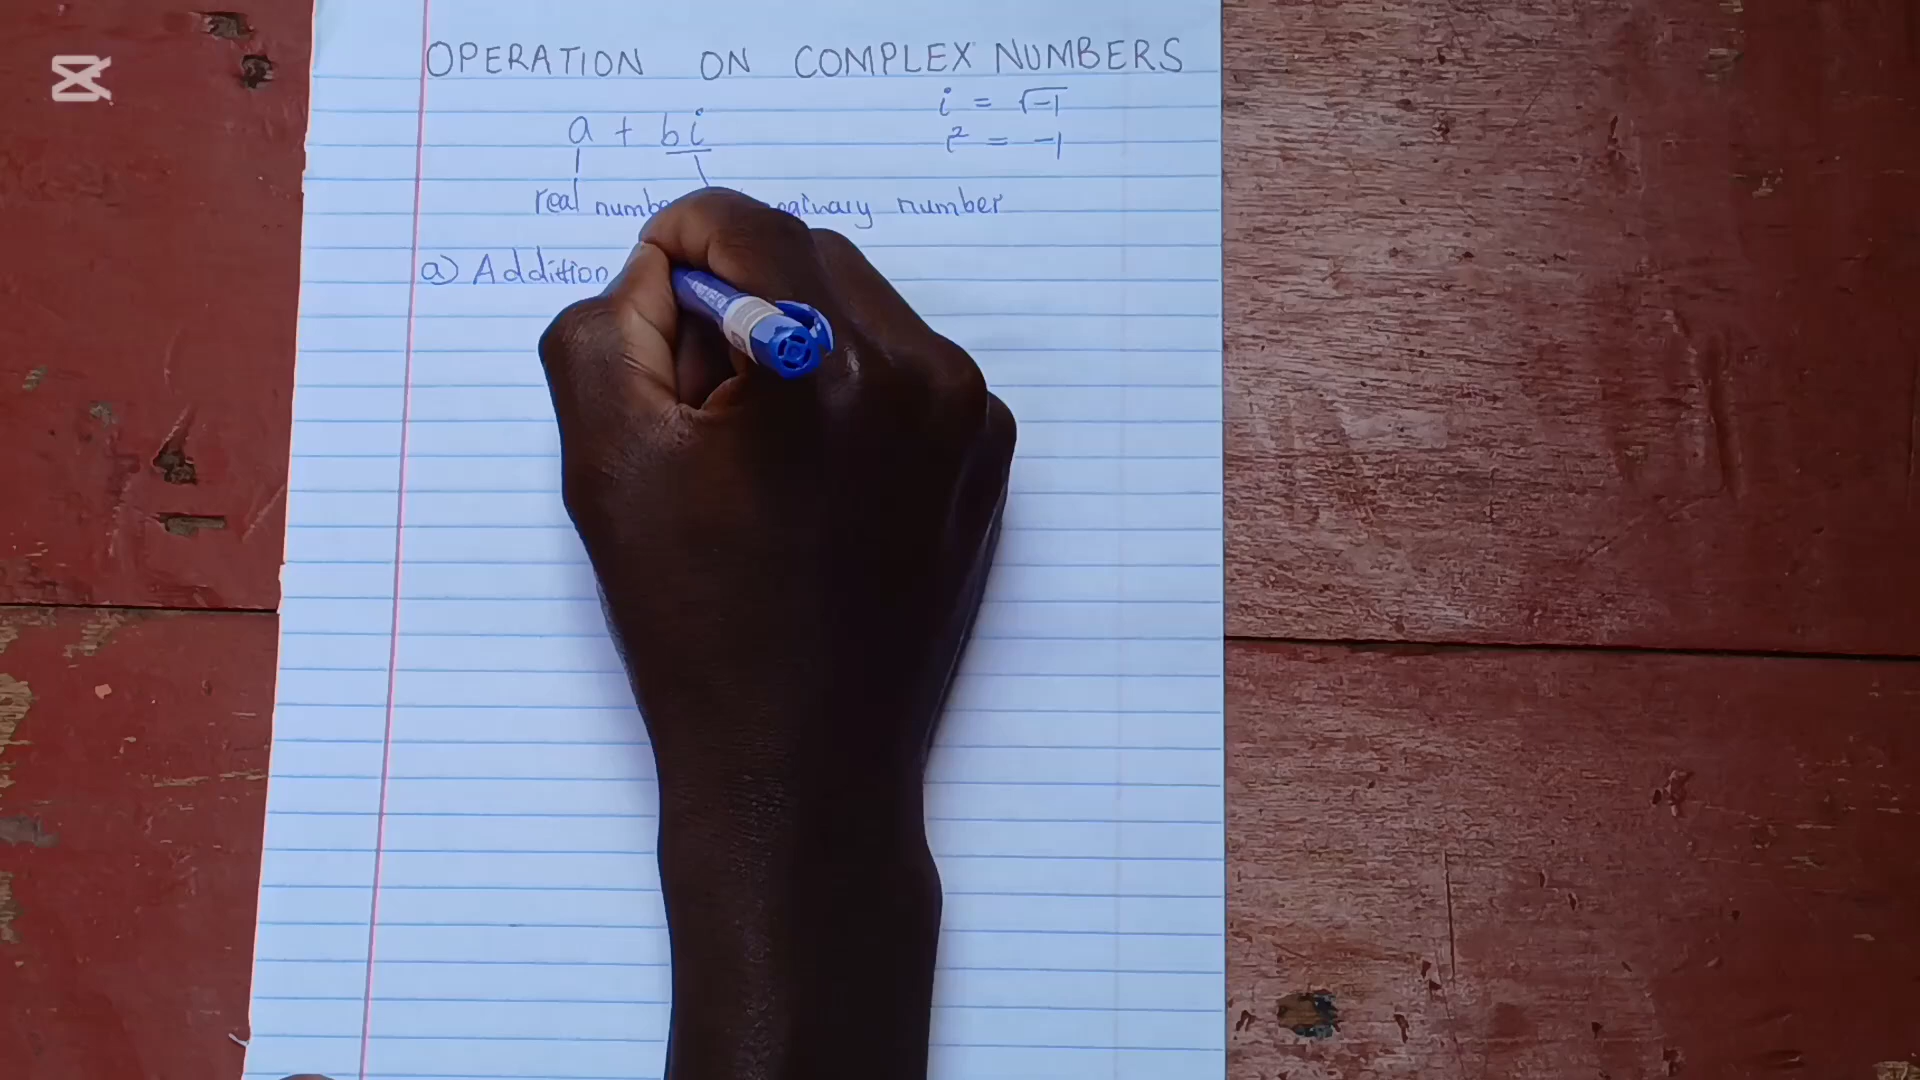 OPERATION ON COMPLEX NUMBERS
i = √-1
a + bi
i² = -1
real number
a) Addition